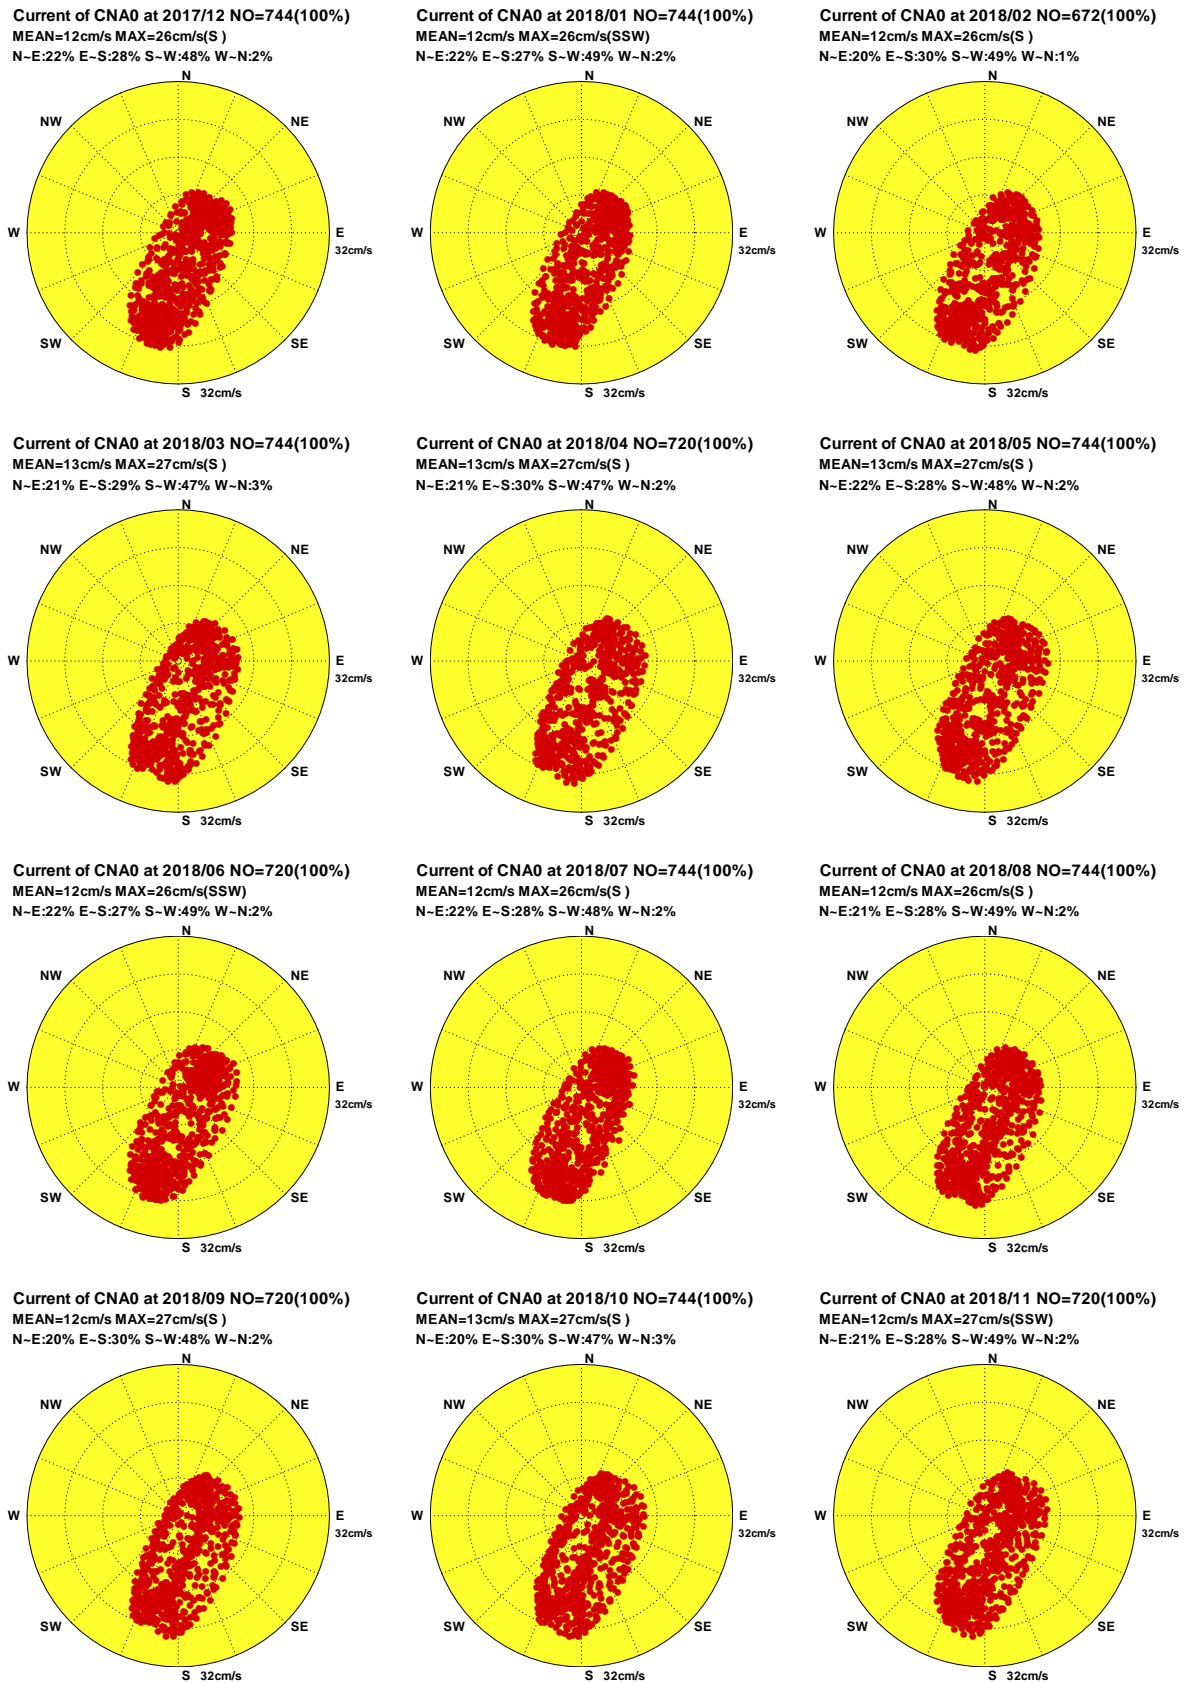 Current of CNA0 at 2017/12 NO=744(100%)
MEAN=12cm/s MAX=26cm/s(S )
N~E:22% E~S:28% S~W:48% W~N:2%
N
NW
NE
W
E
32cm/s
SW
SE
S 32cm/s
Current of CNA0 at 2018/01 NO=744(100%)
MEAN=12cm/s MAX=26cm/s(SSW)
N~E:22% E~S:27% S~W:49% W~N:2%
N
NW
NE
W
E
32cm/s
SW
SE
S 32cm/s
Current of CNA0 at 2018/02 NO=672(100%)
MEAN=12cm/s MAX=26cm/s(S )
N~E:20% E~S:30% S~W:49% W~N:1%
N
NW
NE
W
E
32cm/s
SW
SE
S 32cm/s
Current of CNA0 at 2018/03 NO=744(100%)
MEAN=13cm/s MAX=27cm/s(S )
N~E:21% E~S:29% S~W:47% W~N:3%
N
NW
NE
W
E
32cm/s
SW
SE
S 32cm/s
Current of CNA0 at 2018/04 NO=720(100%)
MEAN=13cm/s MAX=27cm/s(S )
N~E:21% E~S:30% S~W:47% W~N:2%
N
NW
NE
W
E
32cm/s
SW
SE
S 32cm/s
Current of CNA0 at 2018/05 NO=744(100%)
MEAN=13cm/s MAX=27cm/s(S )
N~E:22% E~S:28% S~W:48% W~N:2%
N
NW
NE
W
E
32cm/s
SW
SE
S 32cm/s
Current of CNA0 at 2018/06 NO=720(100%)
MEAN=12cm/s MAX=26cm/s(SSW)
N~E:22% E~S:27% S~W:49% W~N:2%
N
NW
NE
W
E
32cm/s
SW
SE
S 32cm/s
Current of CNA0 at 2018/07 NO=744(100%)
MEAN=12cm/s MAX=26cm/s(S )
N~E:22% E~S:28% S~W:48% W~N:2%
N
NW
NE
W
E
32cm/s
SW
SE
S 32cm/s
Current of CNA0 at 2018/08 NO=744(100%)
MEAN=12cm/s MAX=26cm/s(S )
N~E:21% E~S:28% S~W:49% W~N:2%
N
NW
NE
W
E
32cm/s
SW
SE
S 32cm/s
Current of CNA0 at 2018/09 NO=720(100%)
MEAN=12cm/s MAX=27cm/s(S )
N~E:20% E~S:30% S~W:48% W~N:2%
N
NW
NE
W
E
32cm/s
SW
SE
S 32cm/s
Current of CNA0 at 2018/10 NO=744(100%)
MEAN=13cm/s MAX=27cm/s(S )
N~E:20% E~S:30% S~W:47% W~N:3%
N
NW
NE
W
E
32cm/s
SW
SE
S 32cm/s
Current of CNA0 at 2018/11 NO=720(100%)
MEAN=12cm/s MAX=27cm/s(SSW)
N~E:21% E~S:28% S~W:49% W~N:2%
N
NW
NE
W
E
32cm/s
SW
SE
S 32cm/s